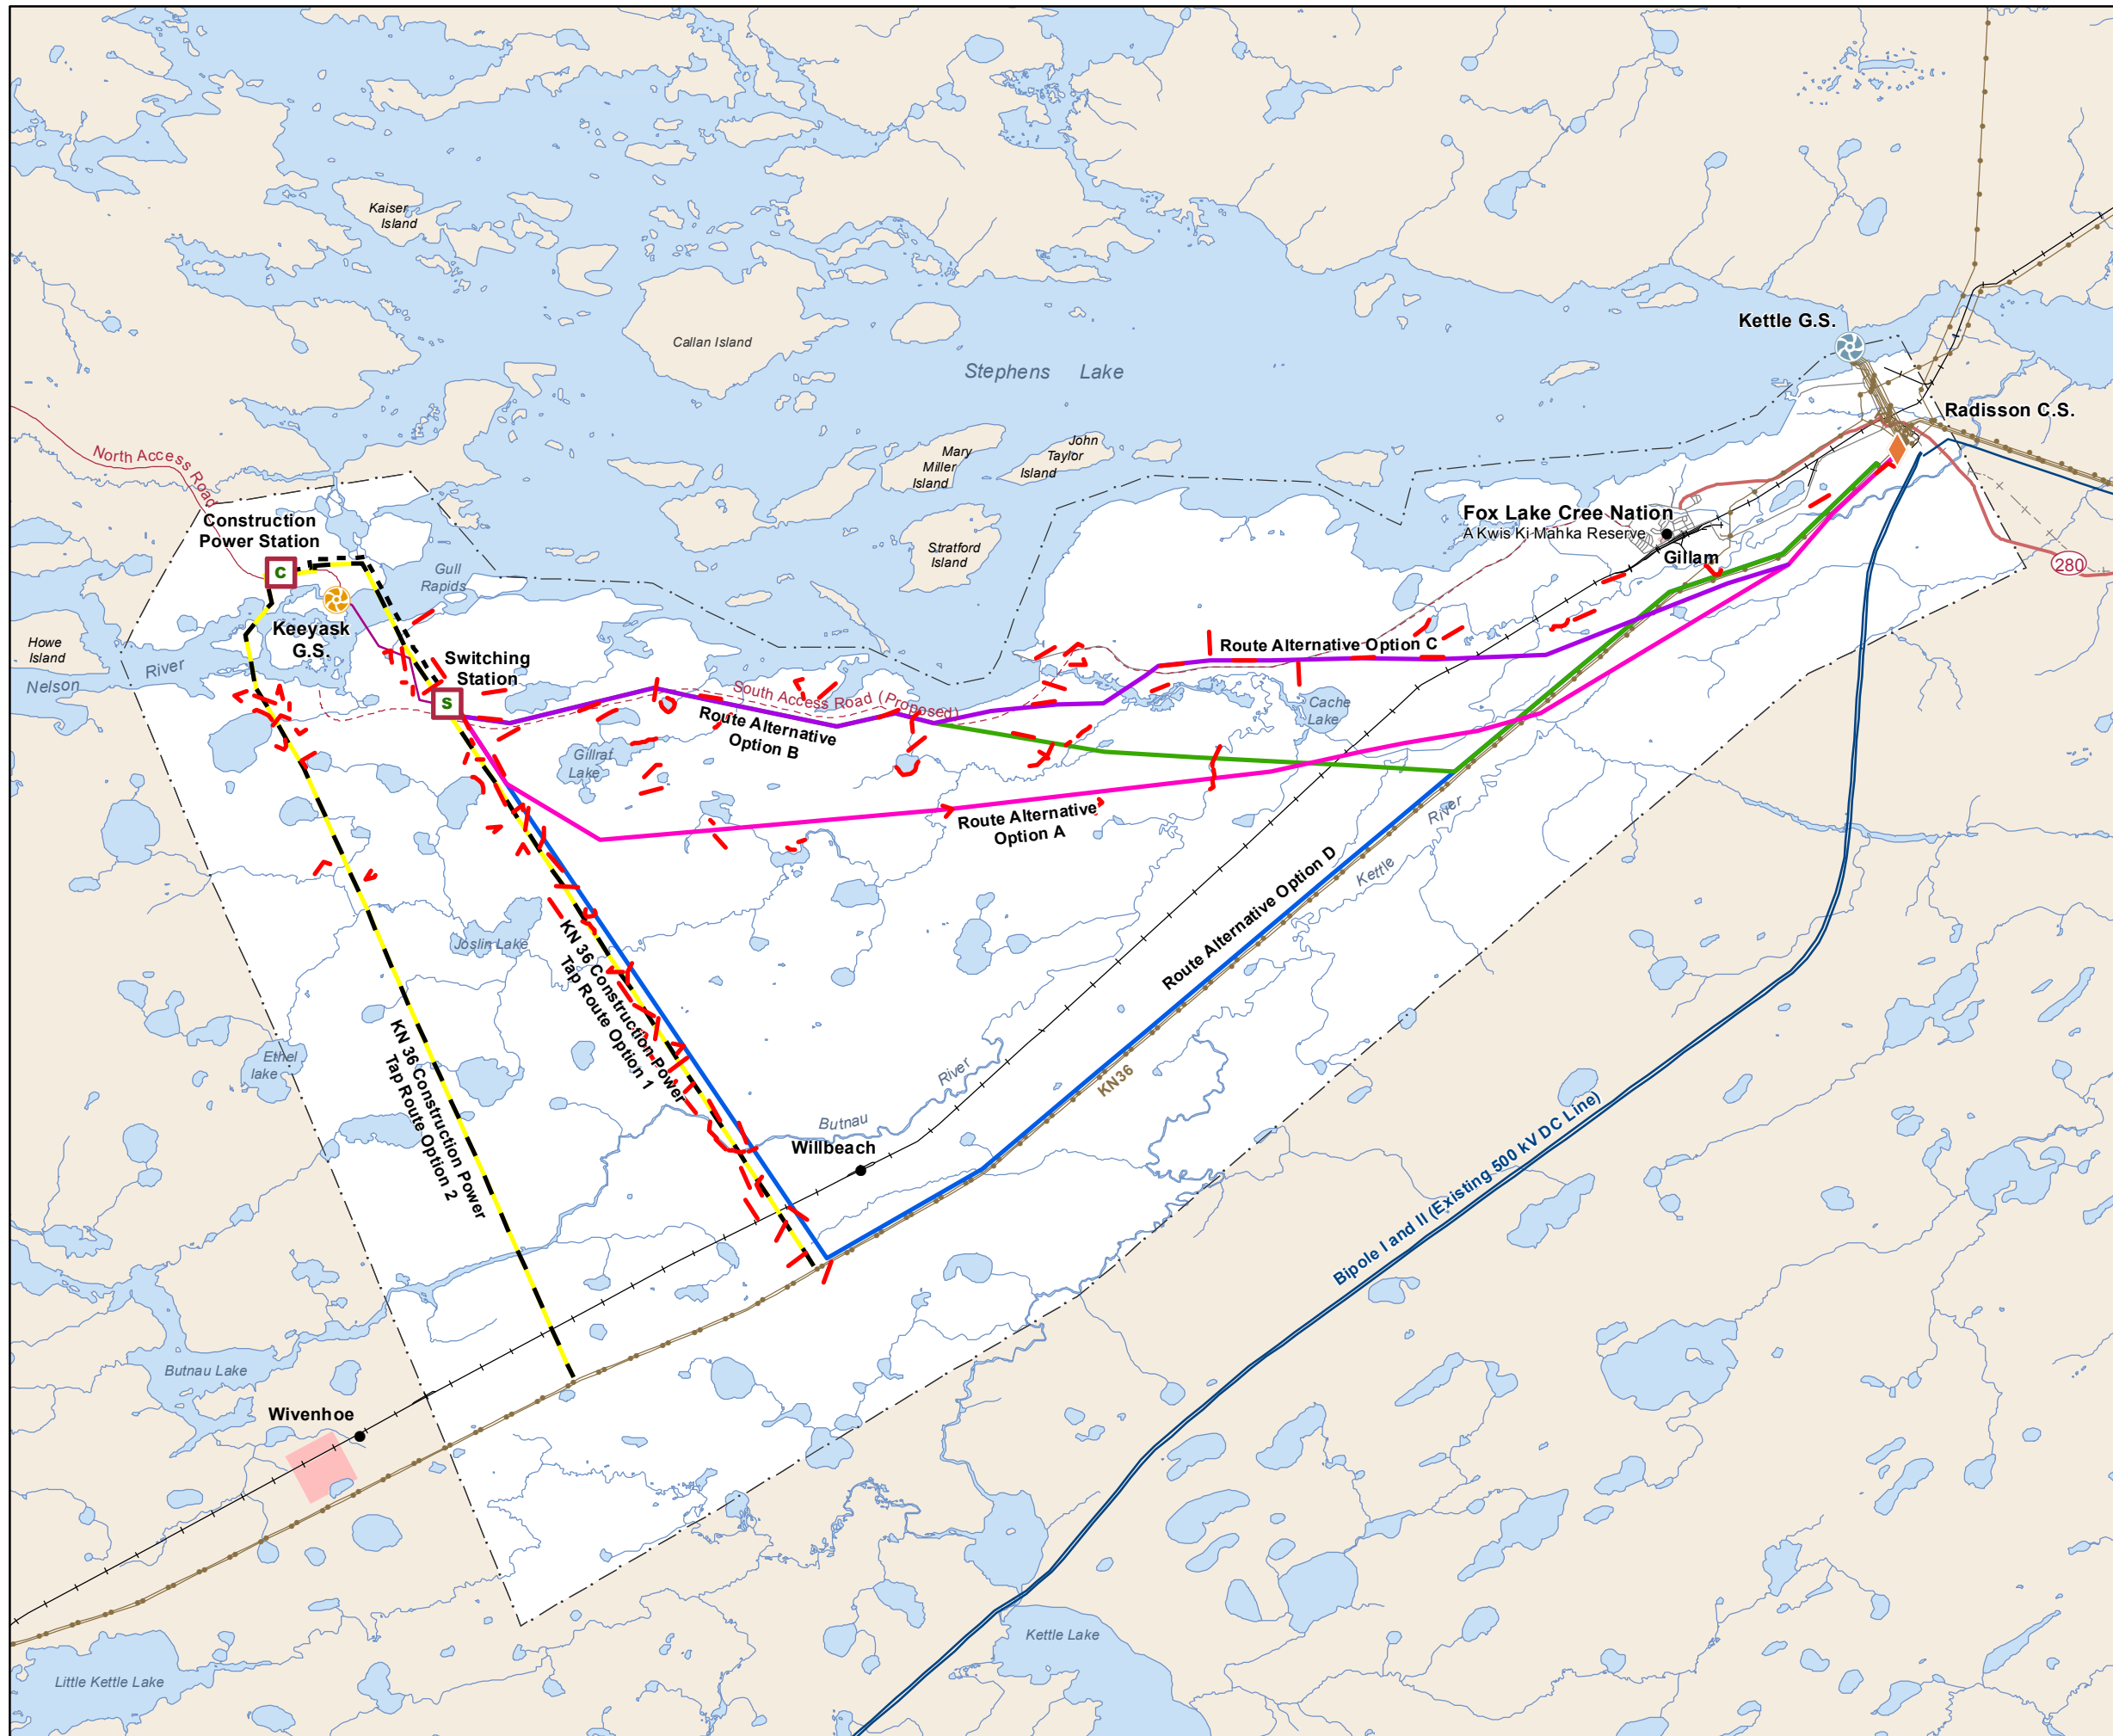 Kaiser
Island
Callan Island
Stephens Lake
Kettle G.S.
Radisson C.S.
North Access Road
Mary
Miller
Island
John
Taylor
Island
Construction
Power Station
C
Fox Lake Cree Nation
A Kwis Ki Mahka Reserve
Gillam
280
Stratford
Island
Gull
Rapids
Keeyask
G.S.
Howe
Island
Nelson
River
Switching
Station
S
South Access Road (Proposed)
Route Alternative Option C
Route Alternative
Option B
Cache
Lake
Gillrat
Lake
Route Alternative
Option A
River
Kettle
Route Alternative Option D
KN36
Joslin Lake
KN 36 Construction Power
Tap Route Option 1
KN 36 Construction Power
Tap Route Option 2
Ethel
lake
River
Butnau
Willbeach
Bipole I and II (Existing 500 kV DC Line)
Butnau Lake
Wivenhoe
Kettle Lake
Little Kettle Lake